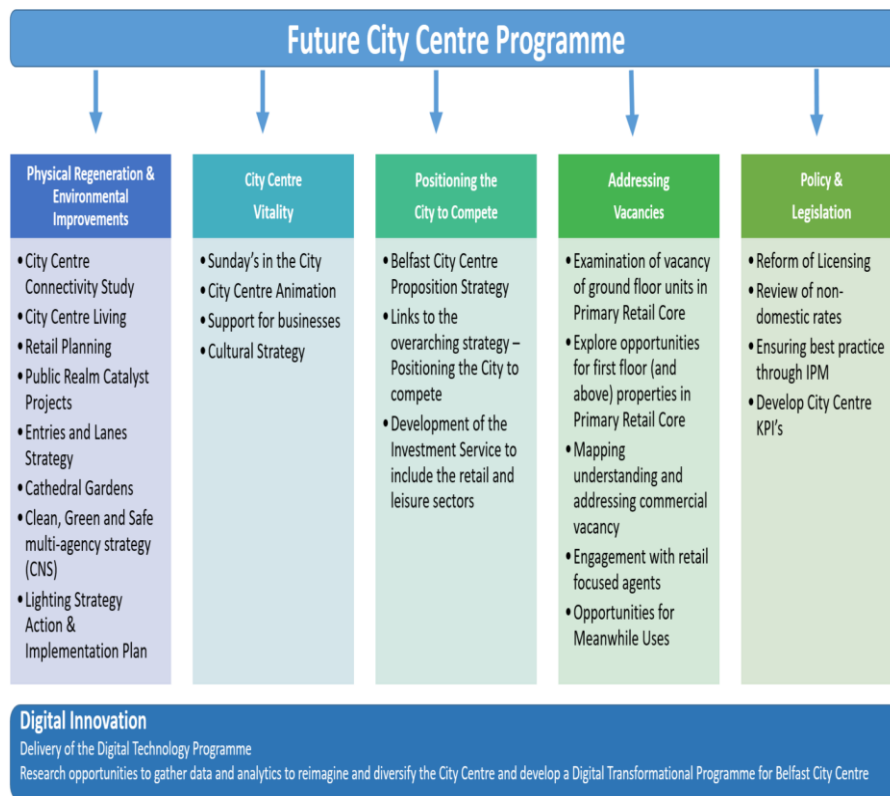 Future City Centre Programme
Physical Regeneration &
Environmental
Improvements
•City Centre
Connectivity Study
•City Centre Living
•Retail Planning
•Public Realm Catalyst
Projects
•Entries and Lanes
Strategy
•Cathedral Gardens
•Clean, Green and Safe
multi-agency strategy
(CNS)
•Lighting Strategy
Action &
Implementation Plan
City Centre
Vitality
•Sunday’s in the City
•City Centre Animation
•Support for businesses
•Cultural Strategy
Positioning the
City to Compete
•Belfast City Centre
Proposition Strategy
•Links to the
overarching strategy –
Positioning the City to
compete
•Development of the
Investment Service to
include the retail and
leisure sectors
Addressing
Vacancies
•Examination of vacancy
of ground floor units in
Primary Retail Core
•Explore opportunities
for first floor (and
above) properties in
Primary Retail Core
•Mapping
understanding and
addressing commercial
vacancy
•Engagement with retail
focused agents
•Opportunities for
Meanwhile Uses
Policy &
Legislation
•Reform of Licensing
•Review of non-
domestic rates
•Ensuring best practice
through IPM
•Develop City Centre
KPI’s
Digital Innovation
Delivery of the Digital Technology Programme
Research opportunities to gather data and analytics to reimagine and diversify the City Centre and develop a Digital Transformational Programme for Belfast City Centre